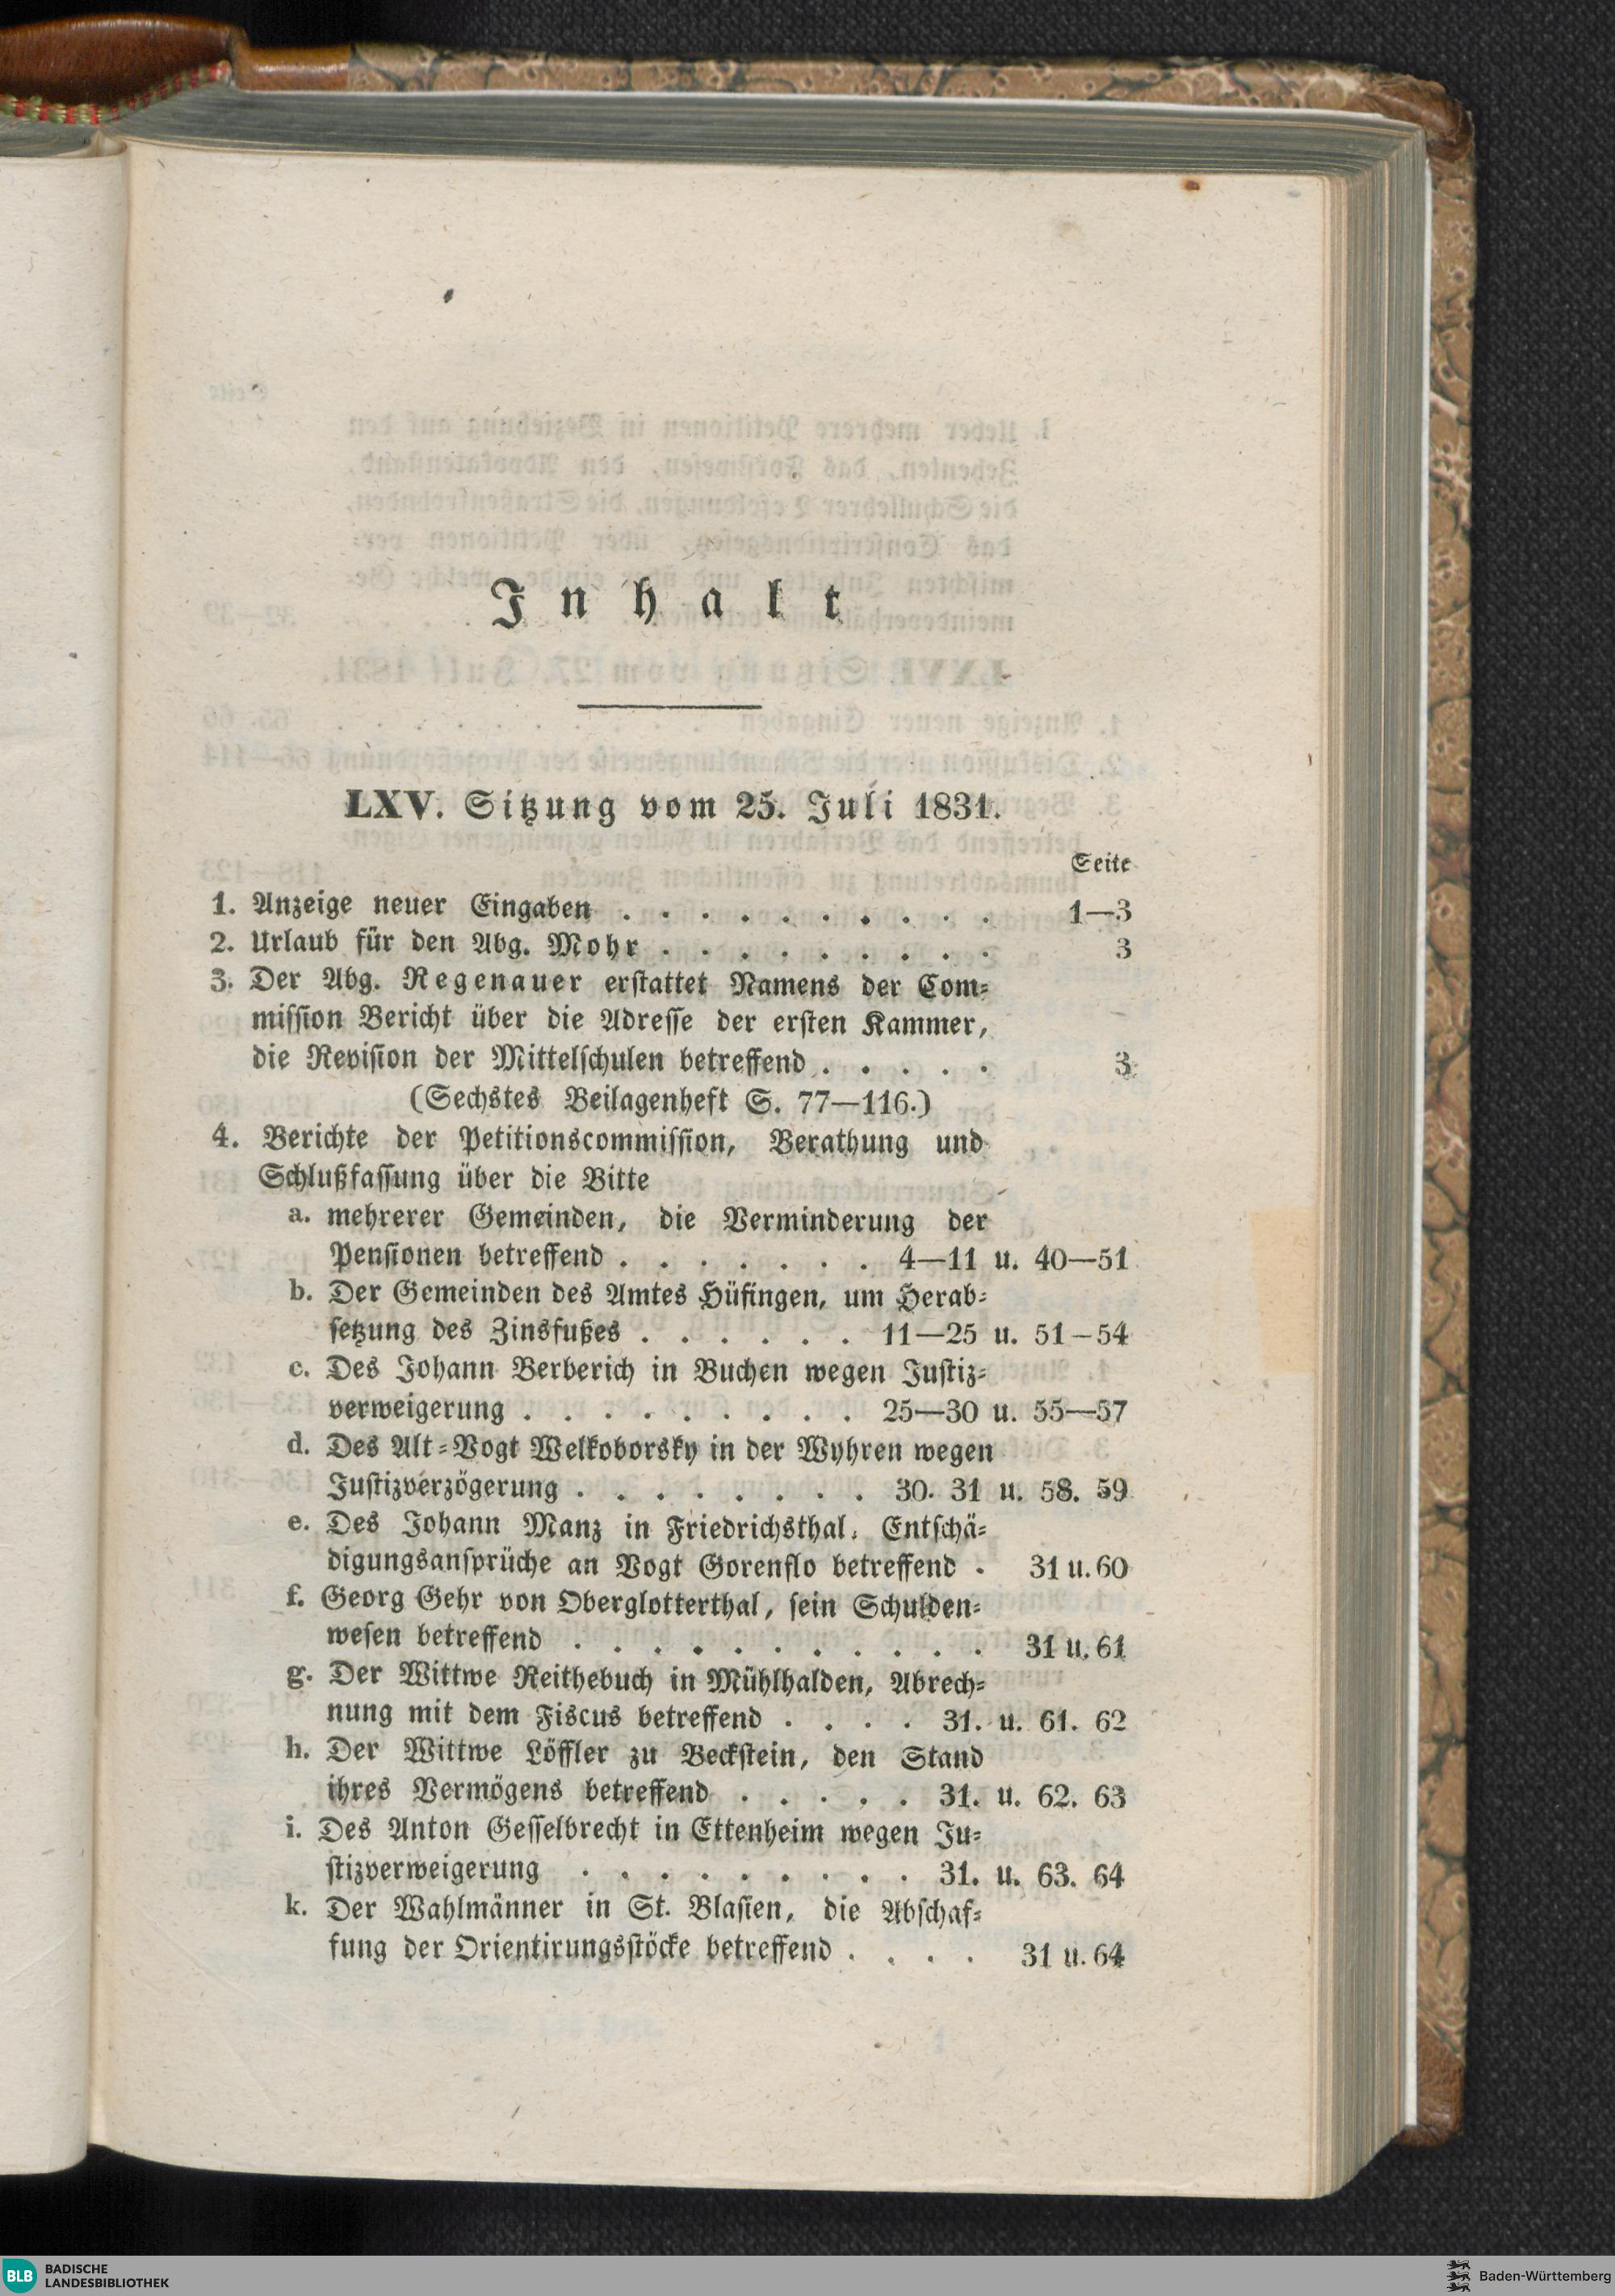 Inhalt
LXV. Sitzung vom 25. Juli 1831.
Seite
1. Anzeige neuer Eingaben . . . . . . . . . . 1—3
2. Urlaub für den Abg. Mohr . . . . . . . . . 3
3. Der Abg. Regenauer erstattet Namens der Com-
mission Bericht über die Adresse der ersten Kammer,
die Revision der Mittelschulen betreffend . . . . . 3
(Sechstes Beilagenheft S. 77—116.)
4. Berichte der Petitionscommission, Berathung und
Schlußfassung über die Bitte
a. mehrerer Gemeinden, die Verminderung der
Pensionen betreffend . . . . . . . 4—11 u. 40—51
b. Der Gemeinden des Amtes Hüfingen, um Herab-
setzung des Zinsfußes . . . . . . 11—25 u. 51—54
c. Des Johann Berberich in Buchen wegen Justiz-
verweigerung . . . . . . . . . 25—30 u. 55—57
d. Des Alt-Vogt Welkoborsky in der Wyhren wegen
Justizverzögerung . . . . . . . . 30. 31 u. 58. 59
e. Des Johann Manz in Friedrichsthal, Entschä-
digungsansprüche an Vogt Gorenflo betreffend . 31 u. 60
f. Georg Gehr von Oberglotterthal, sein Schulden-
wesen betreffend . . . . . . . . . . . 31 u. 61
g. Der Wittwe Reithebuch in Mühlhalden, Abrech-
nung mit dem Fiscus betreffend . . . . 31. u. 61. 62
h. Der Wittwe Löffler zu Beckstein, den Stand
ihres Vermögens betreffend . . . . . 31. u. 62. 63
i. Des Anton Gesselbrecht in Ettenheim wegen Ju-
stizverweigerung . . . . . . . . . 31. u. 63. 64
k. Der Wahlmänner in St. Blasien, die Abschaf-
fung der Orientirungsstöcke betreffend . . . . 31 u. 64
BLB BADISCHE
LANDESBIBLIOTHEK
Baden-Württemberg